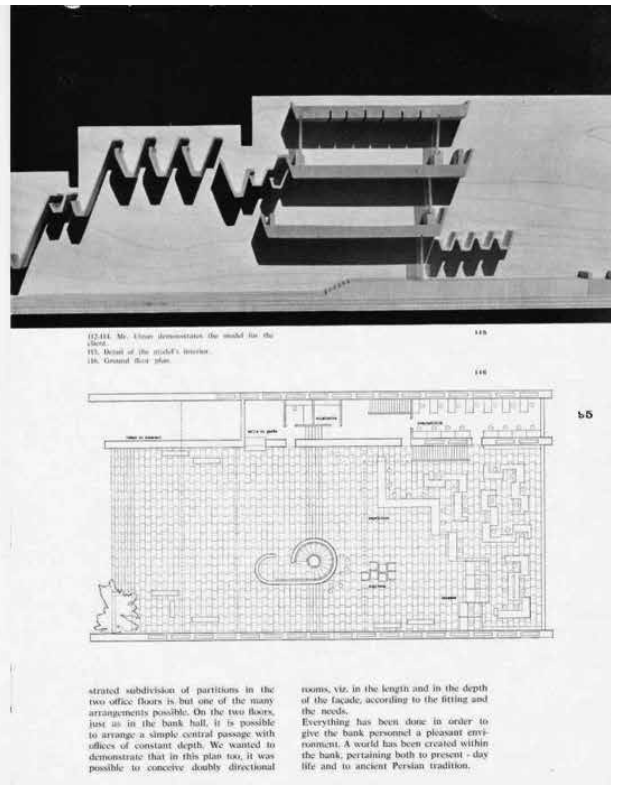 115
112-114. Mr. Utzon demonstrates the model for the
client.
115. Detail of the model's interior.
116. Ground floor plan.
116
strated subdivision of partitions in the
two office floors is but one of the many
arrangements possible. On the two floors,
just as in the bank hall, it is possible
to arrange a simple central passage with
offices of constant depth. We wanted to
demonstrate that in this plan too, it was
possible to conceive doubly directional
rooms, viz. in the length and in the depth
of the façade, according to the fitting and
the needs.
Everything has been done in order to
give the bank personnel a pleasant envi-
ronment. A world has been created within
the bank, pertaining both to present - day
life and to ancient Persian tradition.